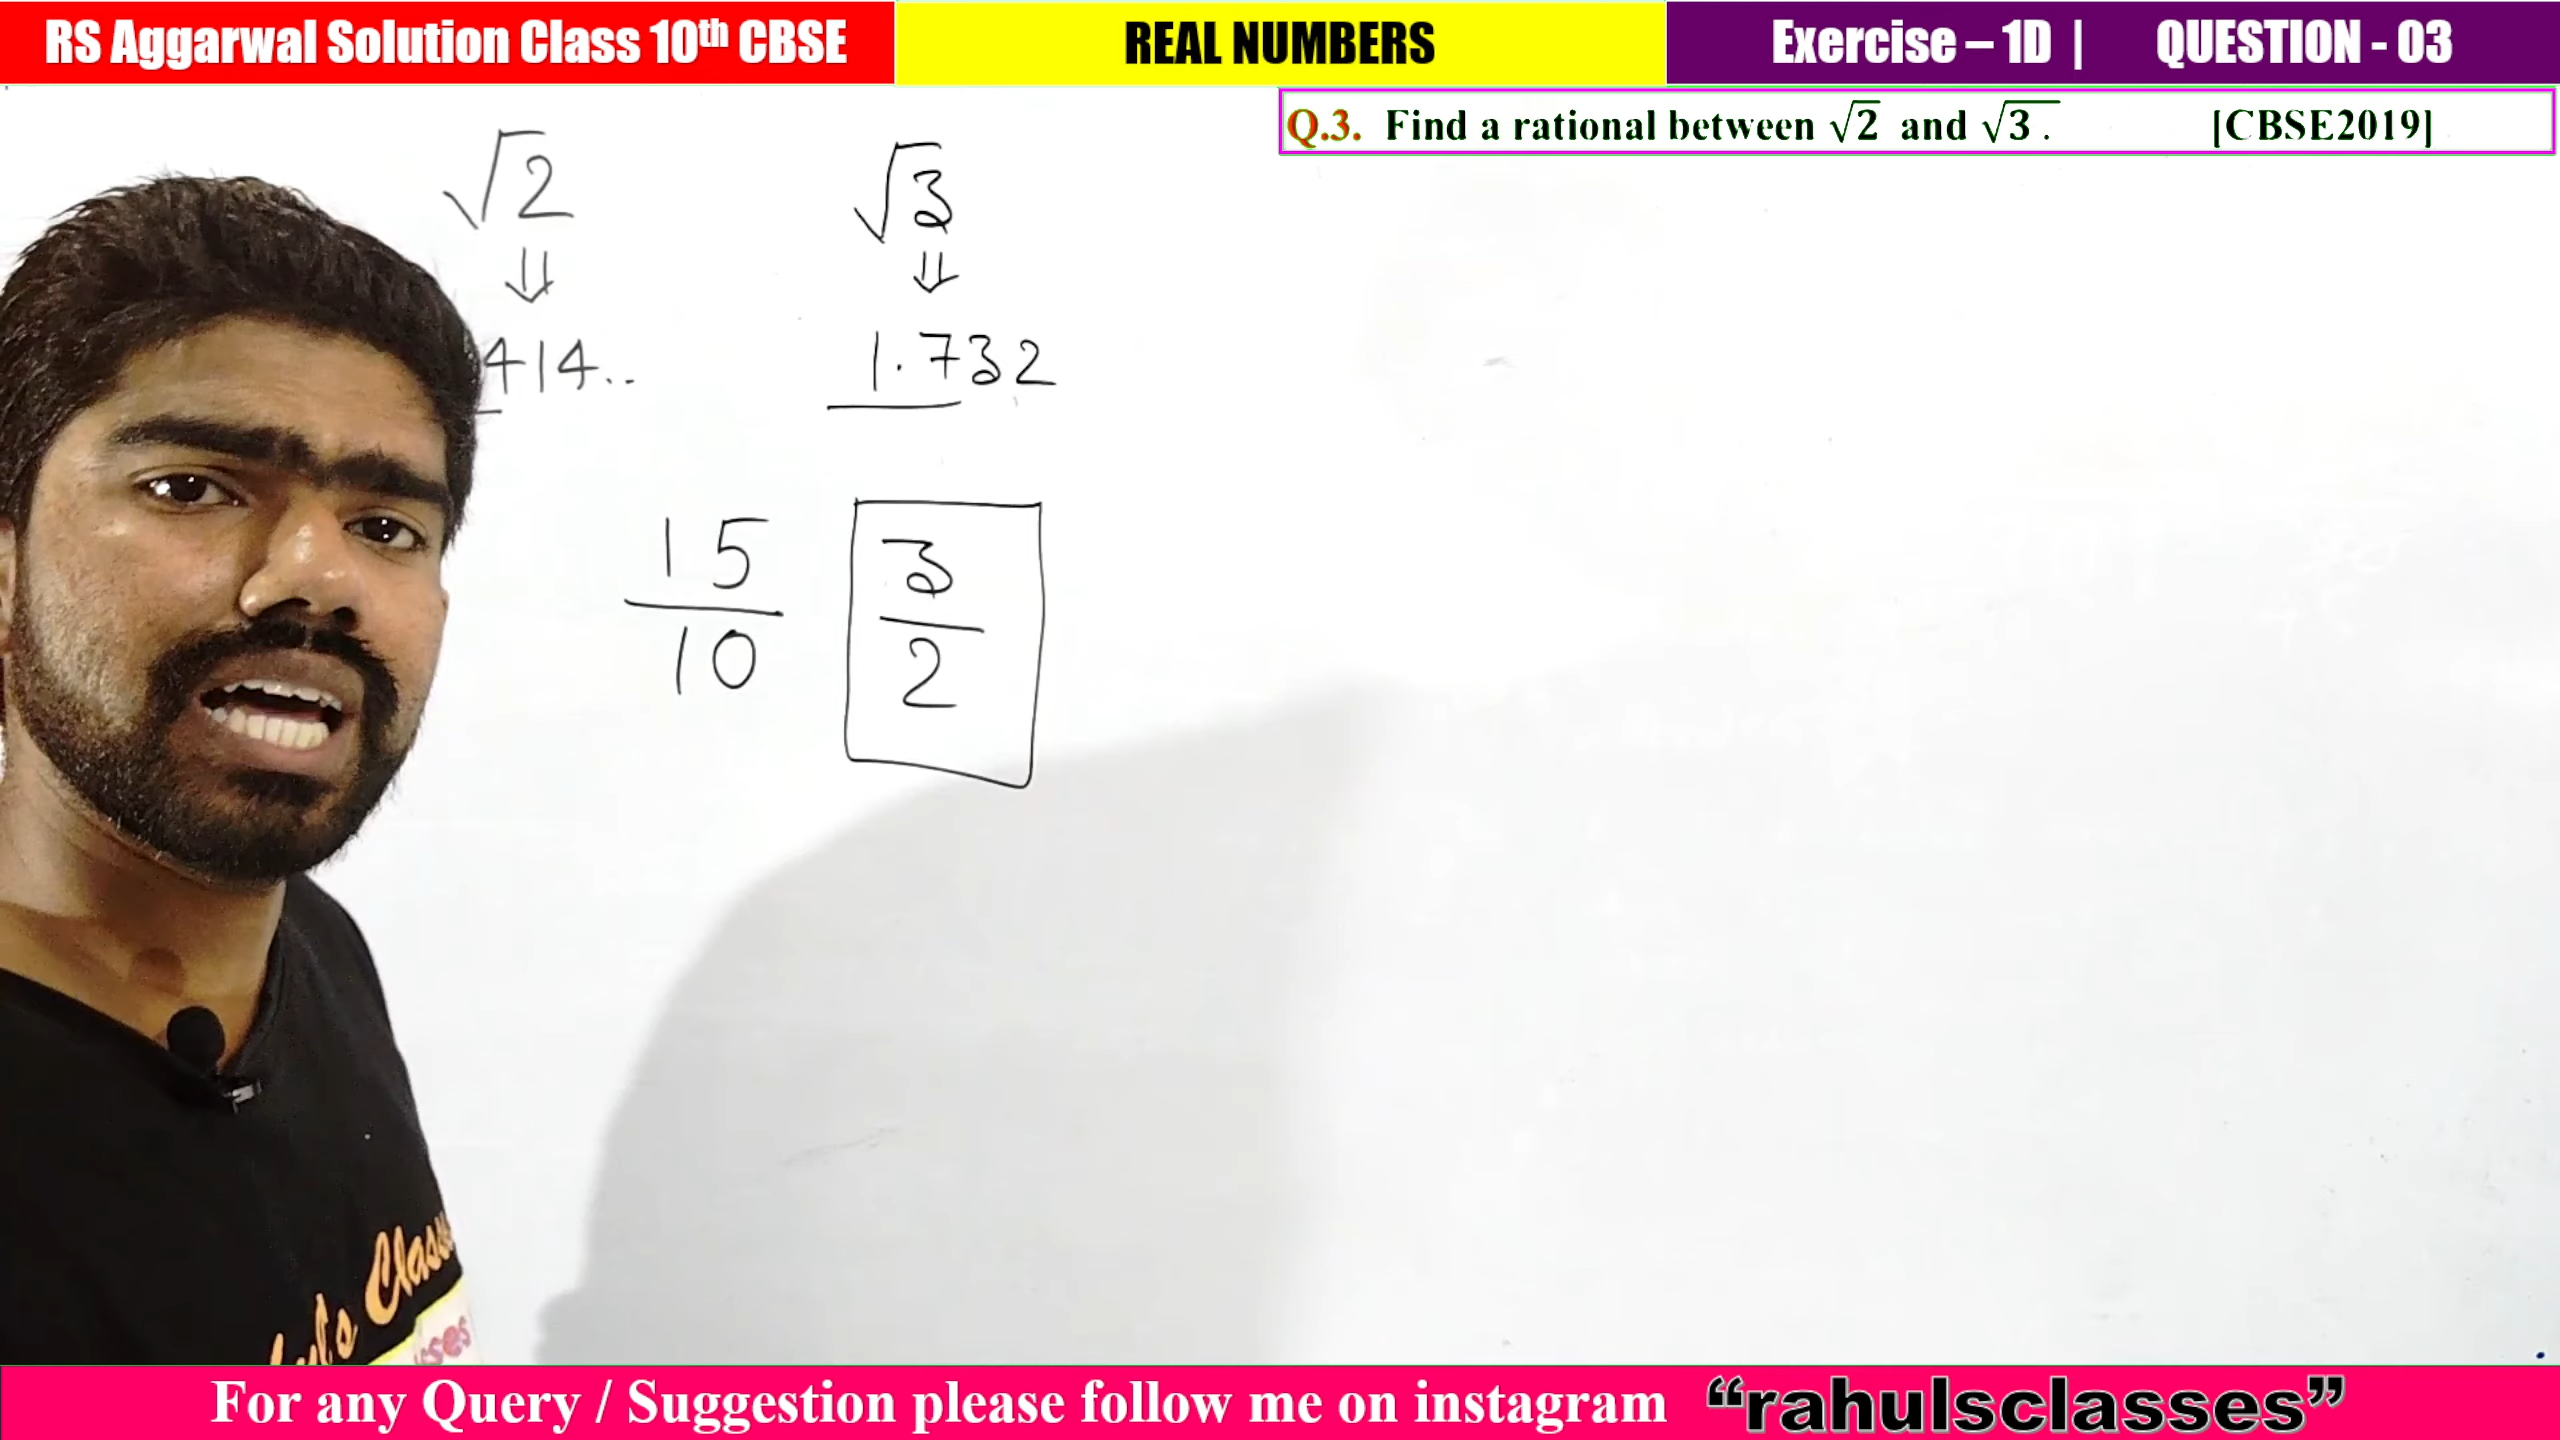 RS Aggarwal Solution Class 10th CBSE
REAL NUMBERS
Exercise – 1D | QUESTION - 03
Q.3. Find a rational between √2 and √3 . [CBSE2019]
√2 √3
⇓ ⇓
414.. 1.732
15/10 3/2
Classes
For any Query / Suggestion please follow me on instagram “rahulsclasses”